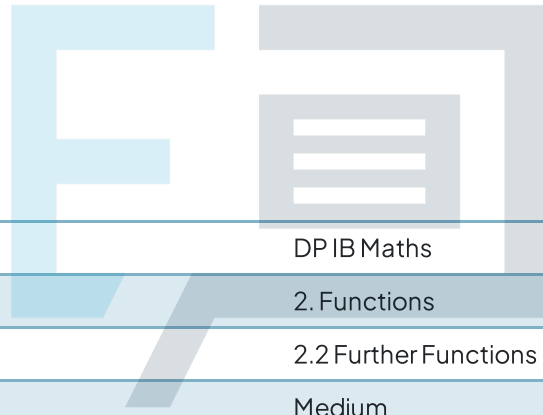 DP IB Maths
2. Functions
2.2 Further Functions
Medium